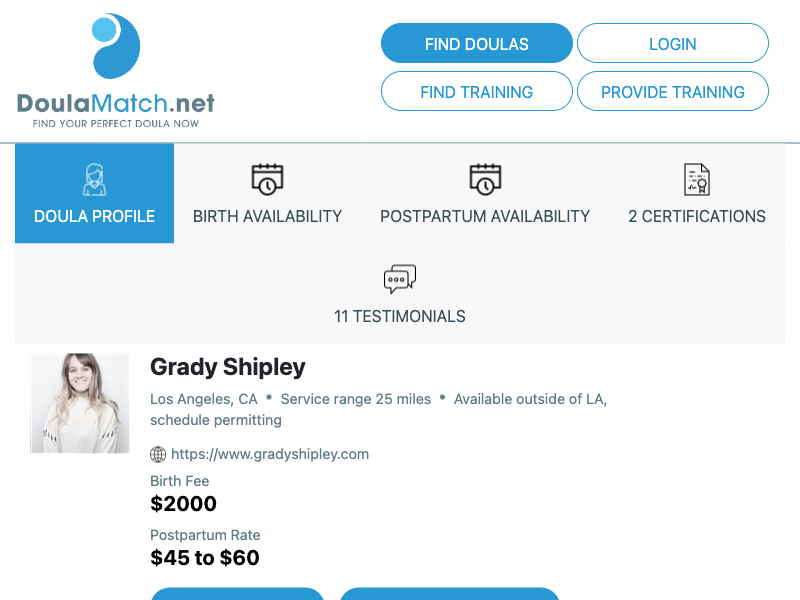 DoulaMatch.net
FIND YOUR PERFECT DOULA NOW
FIND DOULAS
LOGIN
FIND TRAINING
PROVIDE TRAINING
DOULA PROFILE
BIRTH AVAILABILITY
POSTPARTUM AVAILABILITY
2 CERTIFICATIONS
11 TESTIMONIALS
Grady Shipley
Los Angeles, CA • Service range 25 miles • Available outside of LA,
schedule permitting
https://www.gradyshipley.com
Birth Fee
$2000
Postpartum Rate
$45 to $60